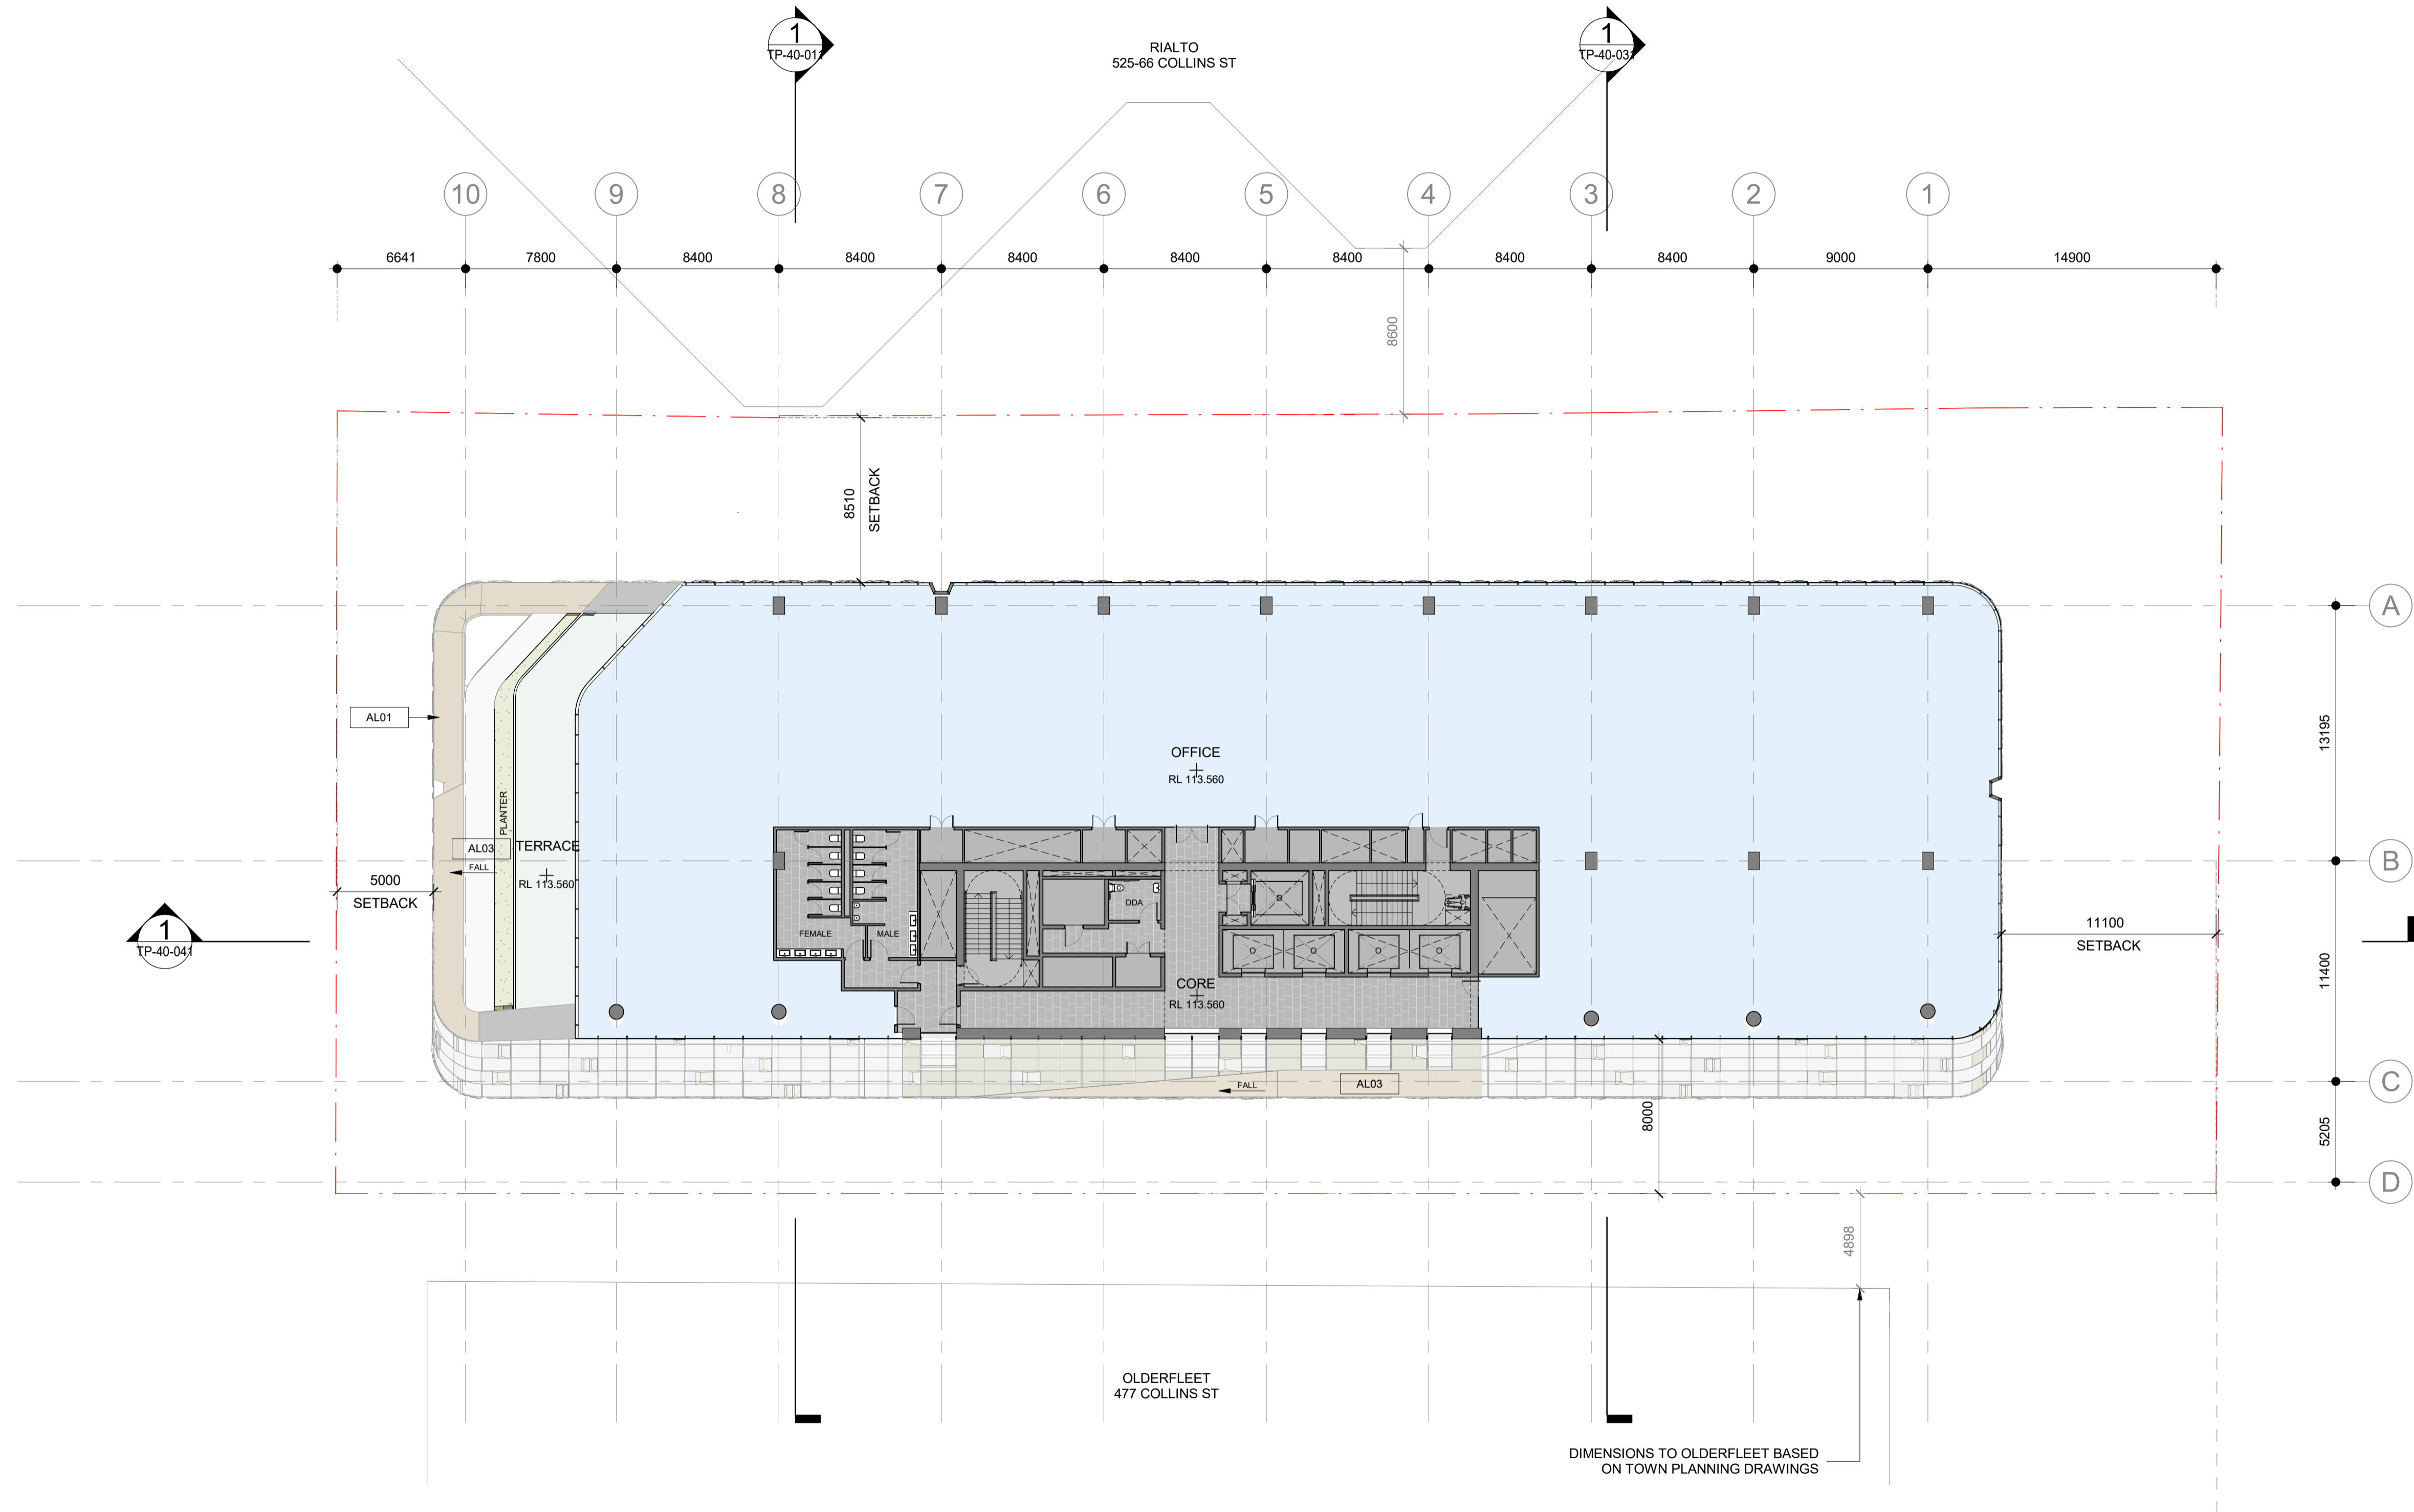 1
TP-40-011
1
TP-40-031
RIALTO
525-66 COLLINS ST
10
9
8
7
6
5
4
3
2
1
6641
7800
8400
8400
8400
8400
8400
8400
8400
9000
14900
8600
8510
SETBACK
A
13195
AL01
OFFICE
RL 113.560
PLANTER
AL03
TERRACE
FALL
RL 113.560
B
5000
SETBACK
DDA
FEMALE
MALE
1
TP-40-041
11100
SETBACK
11400
CORE
RL 113.560
FALL
AL03
C
8000
5205
D
4898
OLDERFLEET
477 COLLINS ST
DIMENSIONS TO OLDERFLEET BASED
ON TOWN PLANNING DRAWINGS